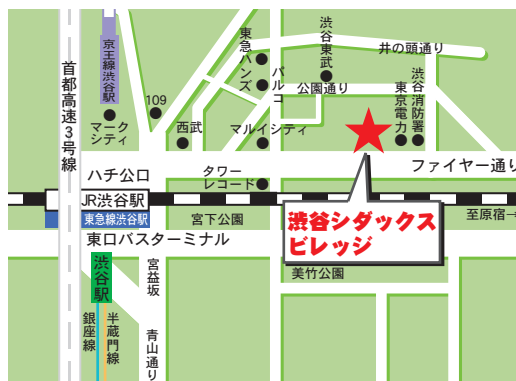 首都高速3号線
京王線渋谷駅
マーク
シティ
109
西武
東急ハンズ
パルコ
マルイシティ
渋谷東武
井の頭通り
公園通り
東京電力
渋谷消防署
ファイヤー通り
ハチ公口
タワー
レコード
JR渋谷駅
東急線渋谷駅
宮下公園
至原宿→
渋谷シダックス
ビレッジ
東口バスターミナル
美竹公園
渋谷駅
銀座線
半蔵門線
宮益坂
青山通り